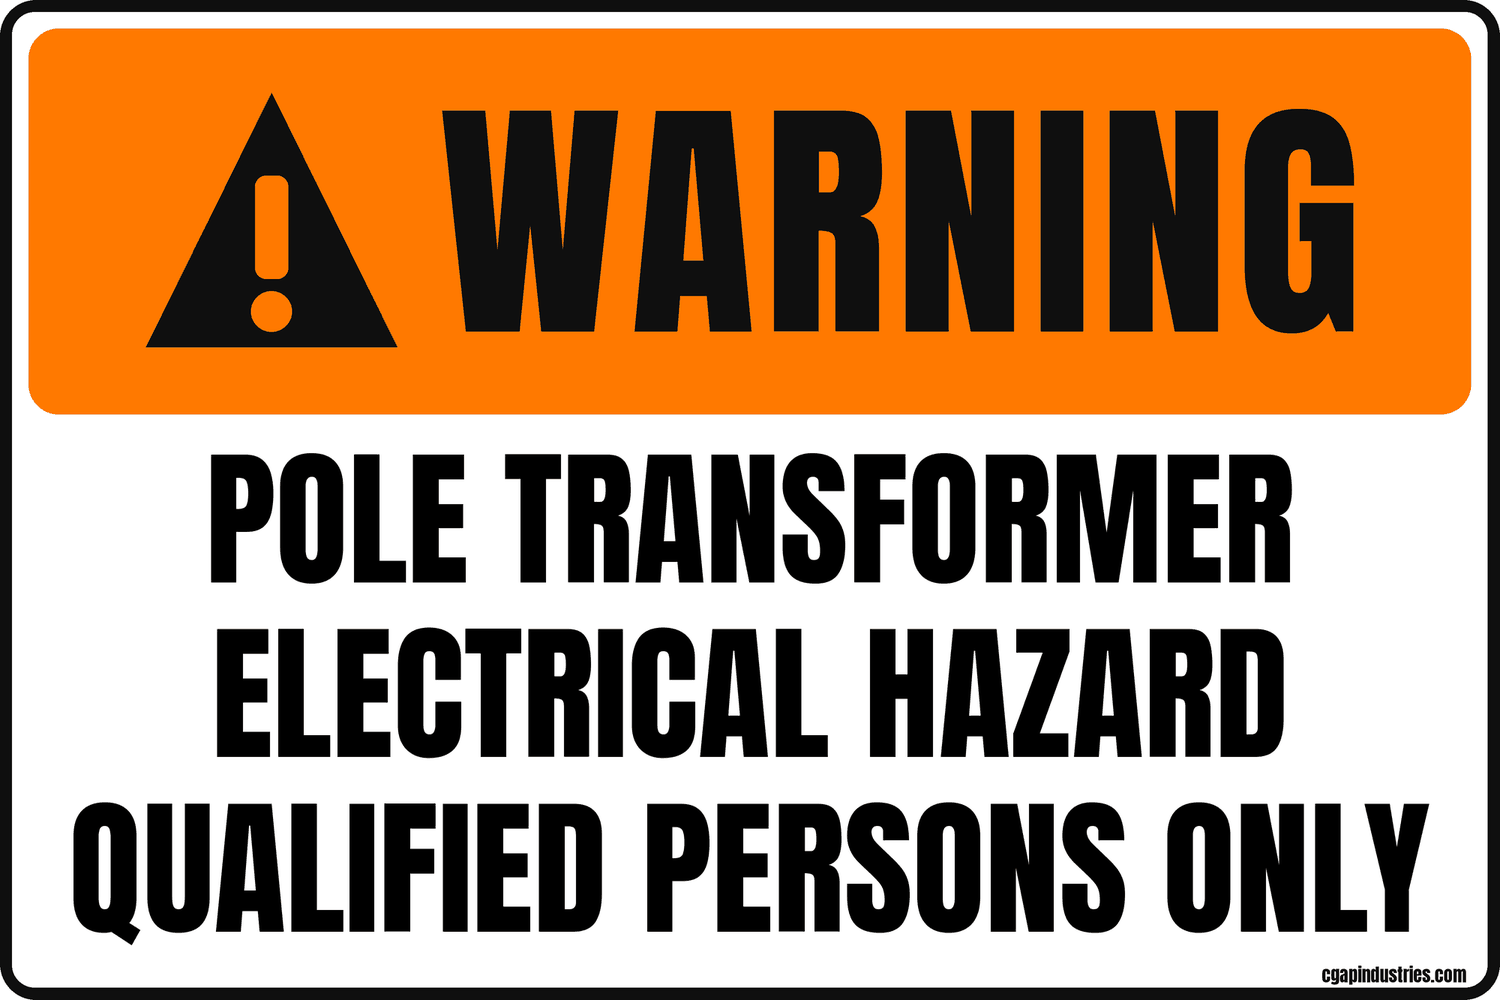 WARNING
POLE TRANSFORMER
ELECTRICAL HAZARD
QUALIFIED PERSONS ONLY
cgapindustries.com